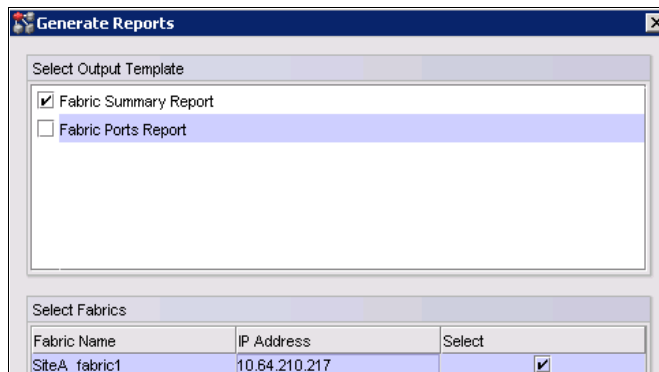 Generate Reports
Select Output Template
Fabric Summary Report
Fabric Ports Report
Select Fabrics
Fabric Name IP Address Select
SiteA_fabric1 10.64.210.217